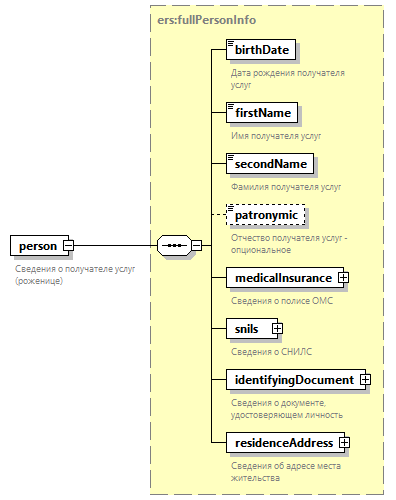 ers:fullPersonInfo
birthDate
Дата рождения получателя
услуг
firstName
Имя получателя услуг
secondName
Фамилия получателя услуг
patronymic
Отчество получателя услуг -
опциональное
person
Сведения о получателе услуг
(роженице)
medicalInsurance
Сведения о полисе ОМС
snils
Сведения о СНИЛС
identifyingDocument
Сведения о документе,
удостоверяющем личность
residenceAddress
Сведения об адресе места
жительства